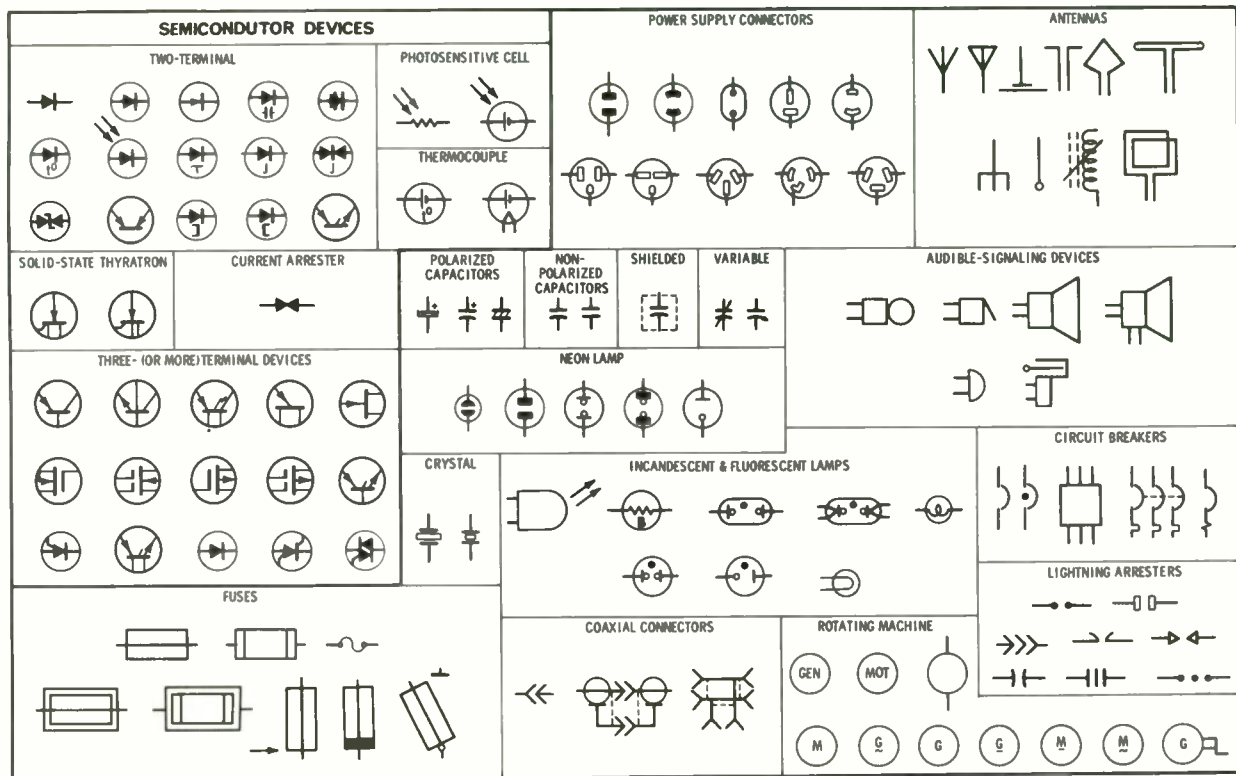 SEMICONDUTOR DEVICES
TWO-TERMINAL
PHOTOSENSITIVE CELL
THERMOCOUPLE
POWER SUPPLY CONNECTORS
ANTENNAS
SOLID-STATE THYRATRON
CURRENT ARRESTER
POLARIZED
CAPACITORS
NON-
POLARIZED
CAPACITORS
SHIELDED
VARIABLE
AUDIBLE-SIGNALING DEVICES
THREE- (OR MORE) TERMINAL DEVICES
NEON LAMP
CRYSTAL
INCANDESCENT & FLUORESCENT LAMPS
CIRCUIT BREAKERS
LIGHTNING ARRESTERS
FUSES
COAXIAL CONNECTORS
ROTATING MACHINE
GEN
MOT
M
G
G
G
M
M
G